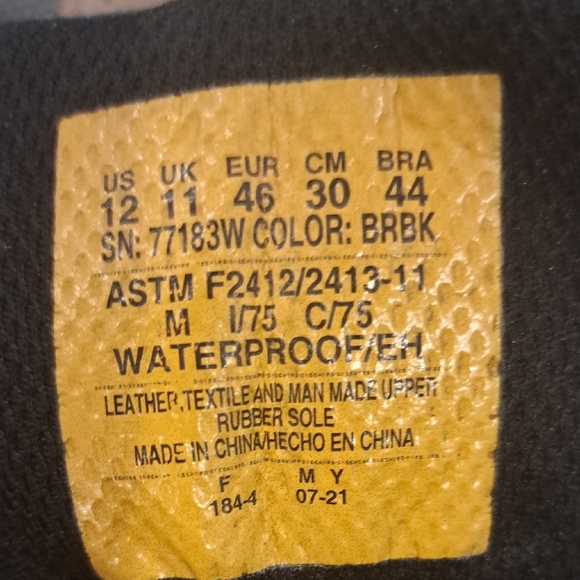 US UK EUR CM BRA
12 11 46 30 44
SN: 77183W COLOR: BRBK
ASTM F2412/2413-11
M I/75 C/75
WATERPROOF/EH
LEATHER,TEXTILE AND MAN MADE UPPER
RUBBER SOLE
MADE IN CHINA/HECHO EN CHINA
F M Y
184-4 07-21